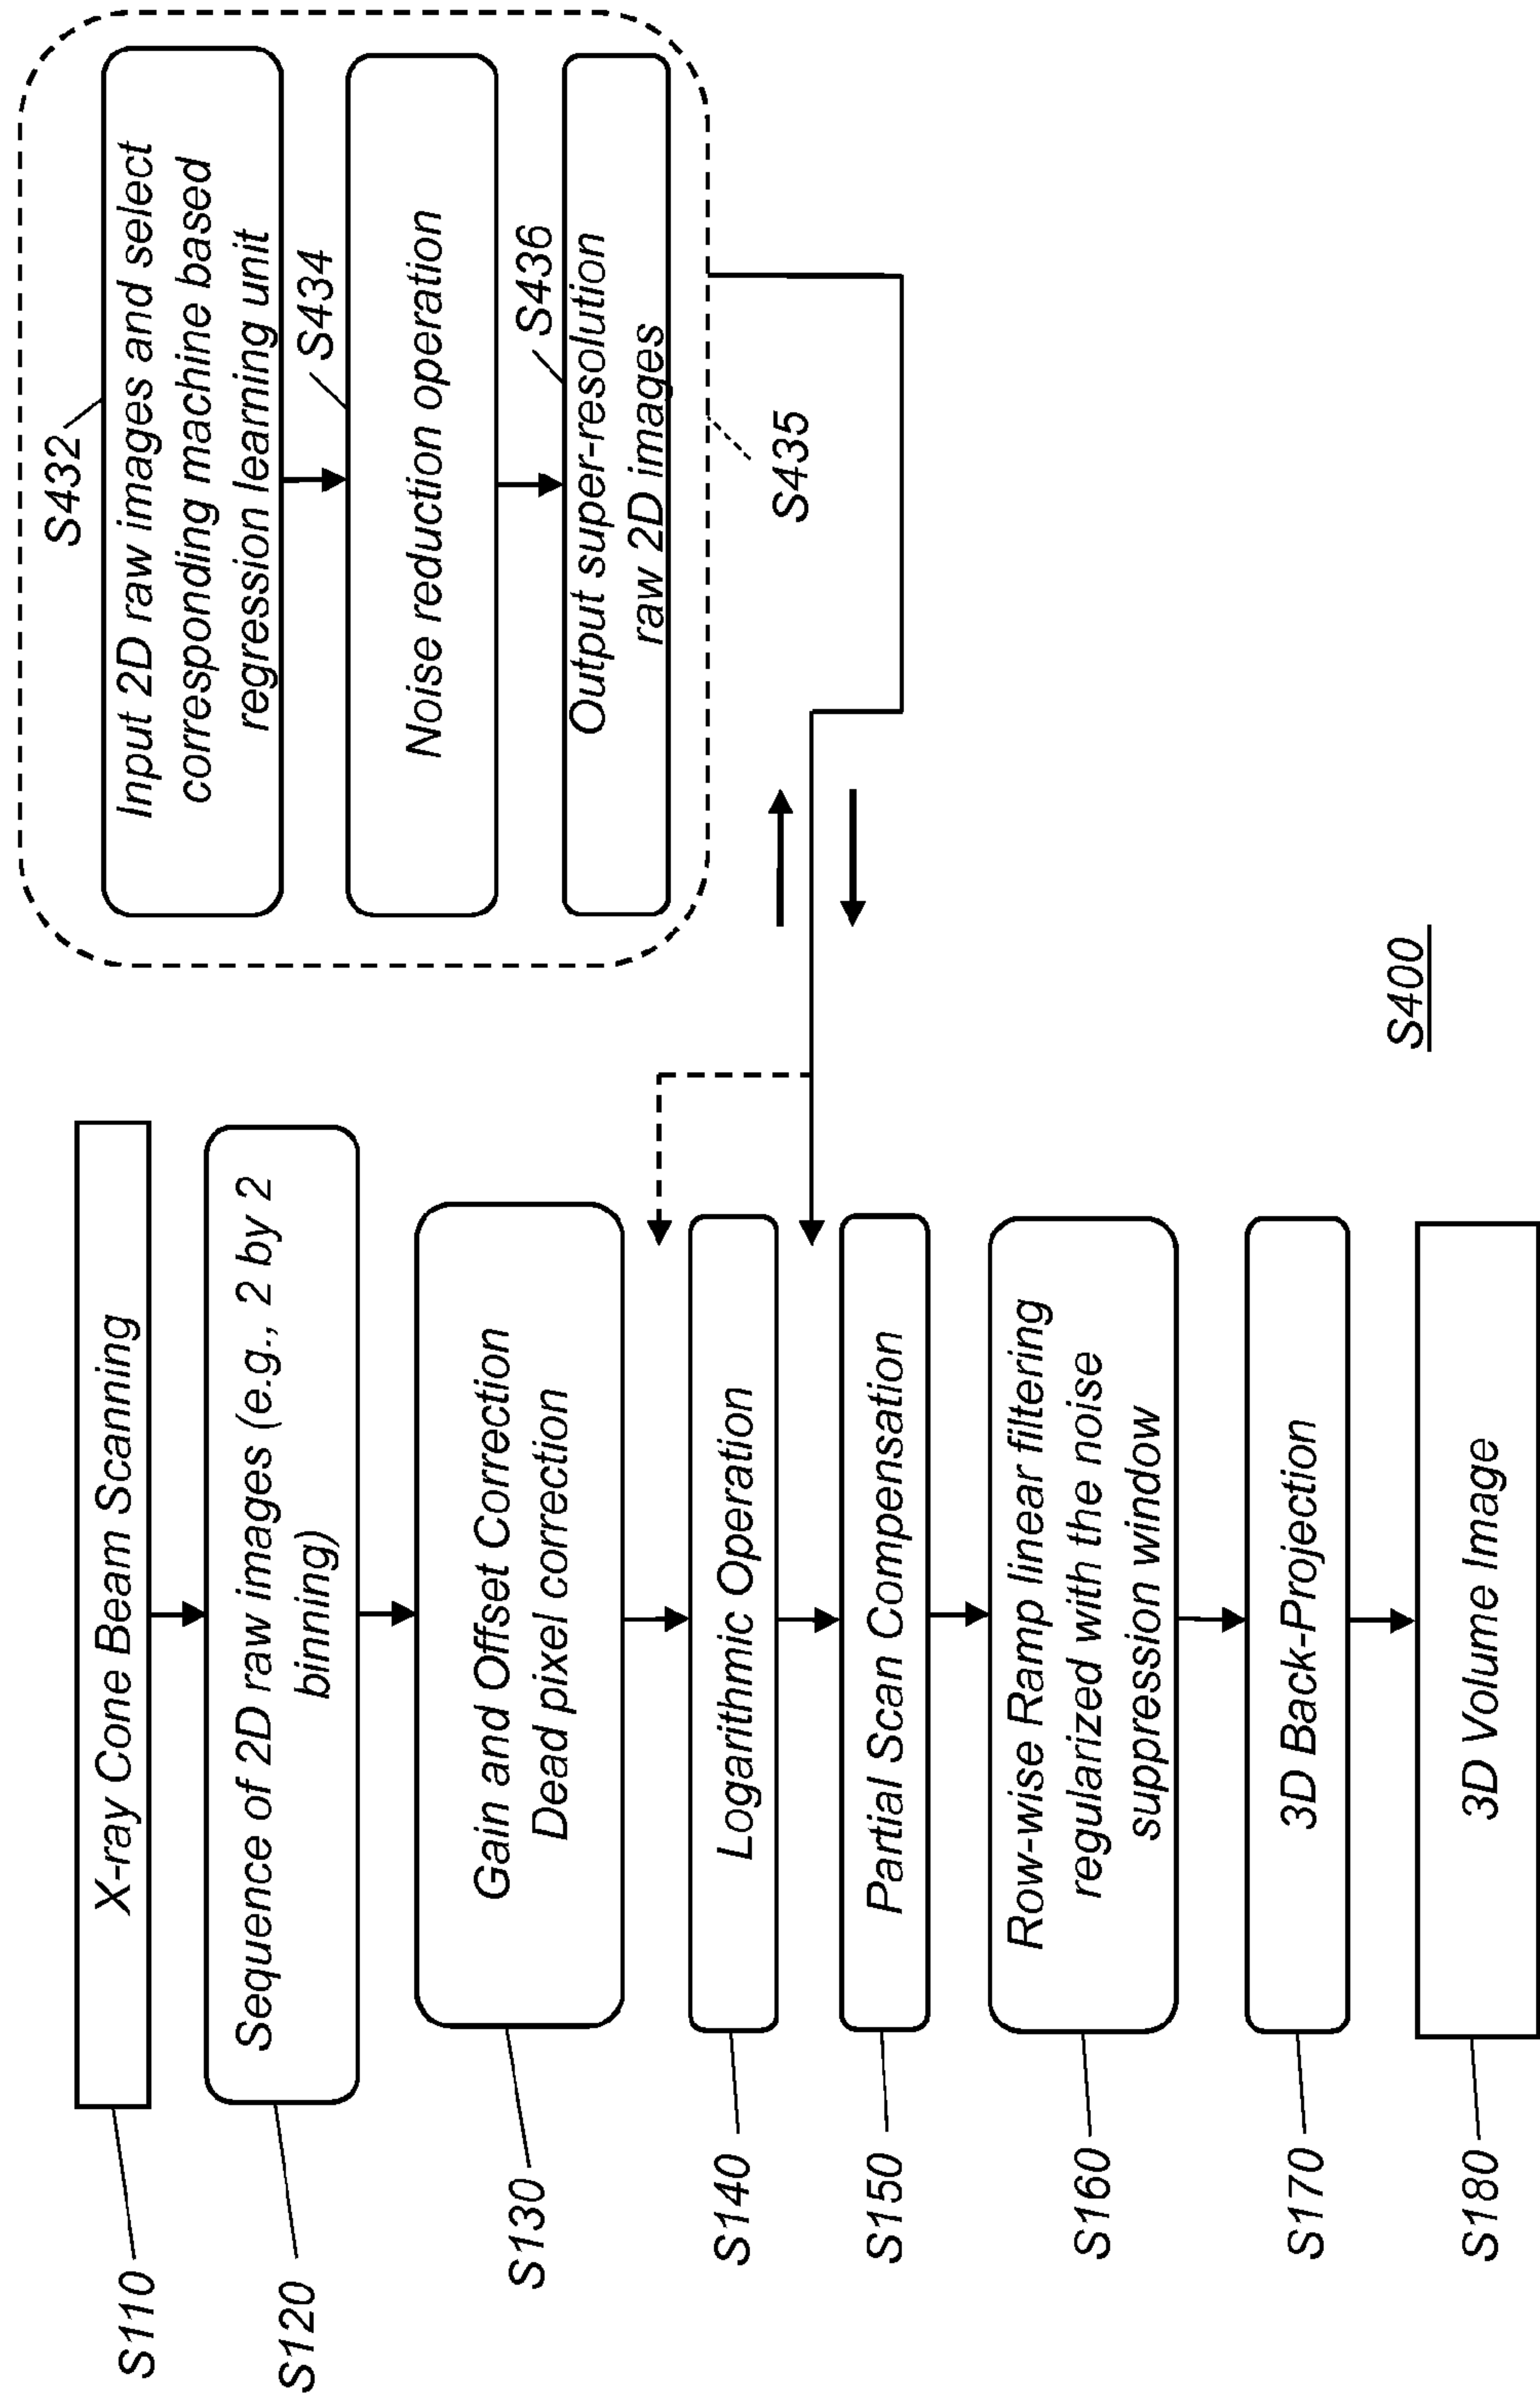 S110
X-ray Cone Beam Scanning
S120
Sequence of 2D raw images (e.g., 2 by 2
binning)
S130
Gain and Offset Correction
Dead pixel correction
S140
Logarithmic Operation
S150
Partial Scan Compensation
S160
Row-wise Ramp linear filtering
regularized with the noise
suppression window
S170
3D Back-Projection
S180
3D Volume Image
S432
Input 2D raw images and select
corresponding machine based
regression learning unit
S434
Noise reduction operation
S436
Output super-resolution
raw 2D images
S435
S400